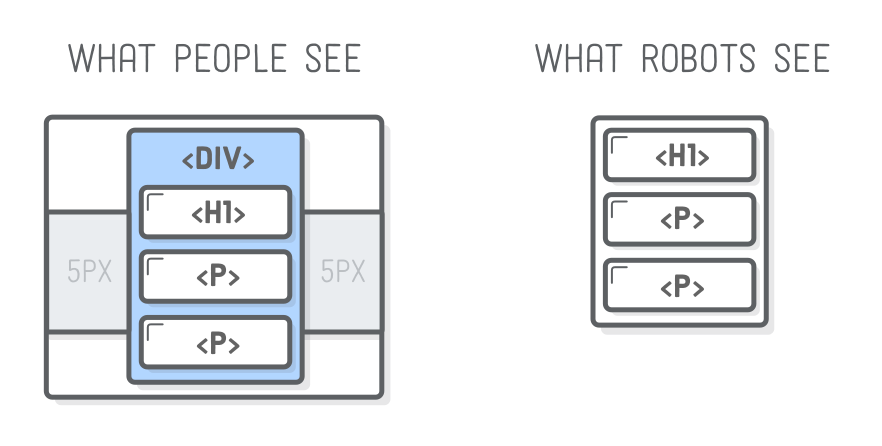 WHAT PEOPLE SEE
<DIV>
<H1>
<P>
<P>
5PX
5PX
WHAT ROBOTS SEE
<H1>
<P>
<P>